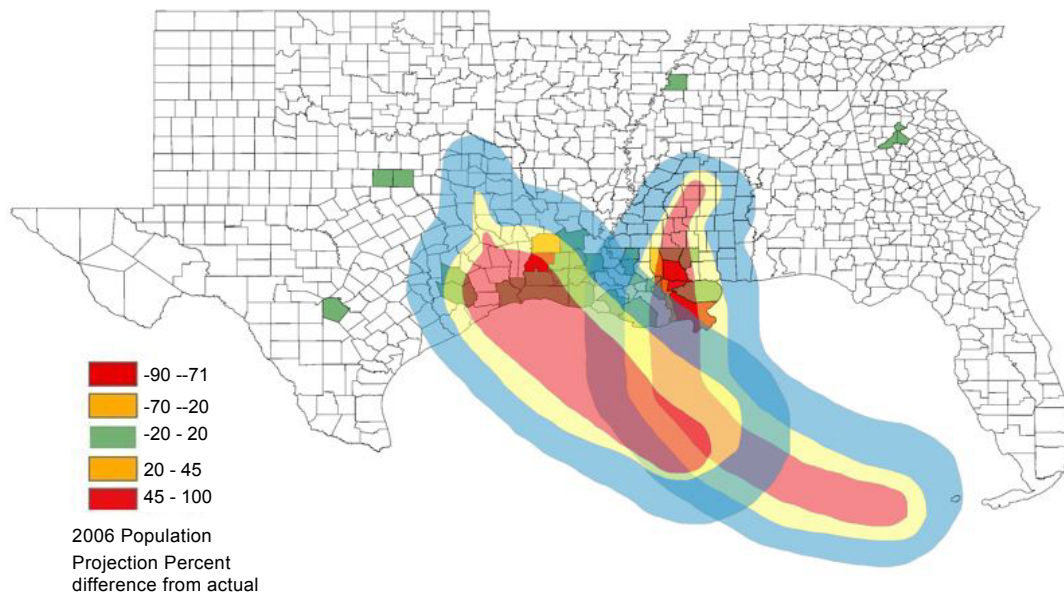 -90 --71
-70 --20
-20 - 20
20 - 45
45 - 100
2006 Population
Projection Percent
difference from actual